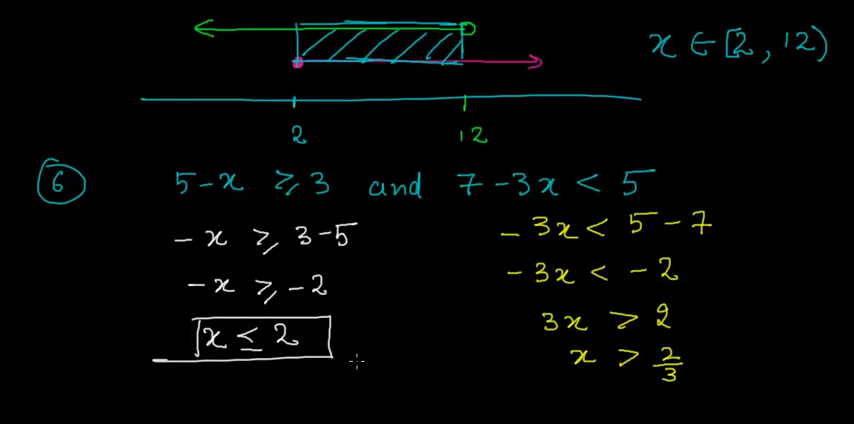 x ∈ [2, 12)
2 12
6 5-x ≥ 3 and 7-3x < 5
-x ≥ 3-5
-x ≥ -2
x ≤ 2
-3x < 5-7
-3x < -2
3x > 2
x > 2/3